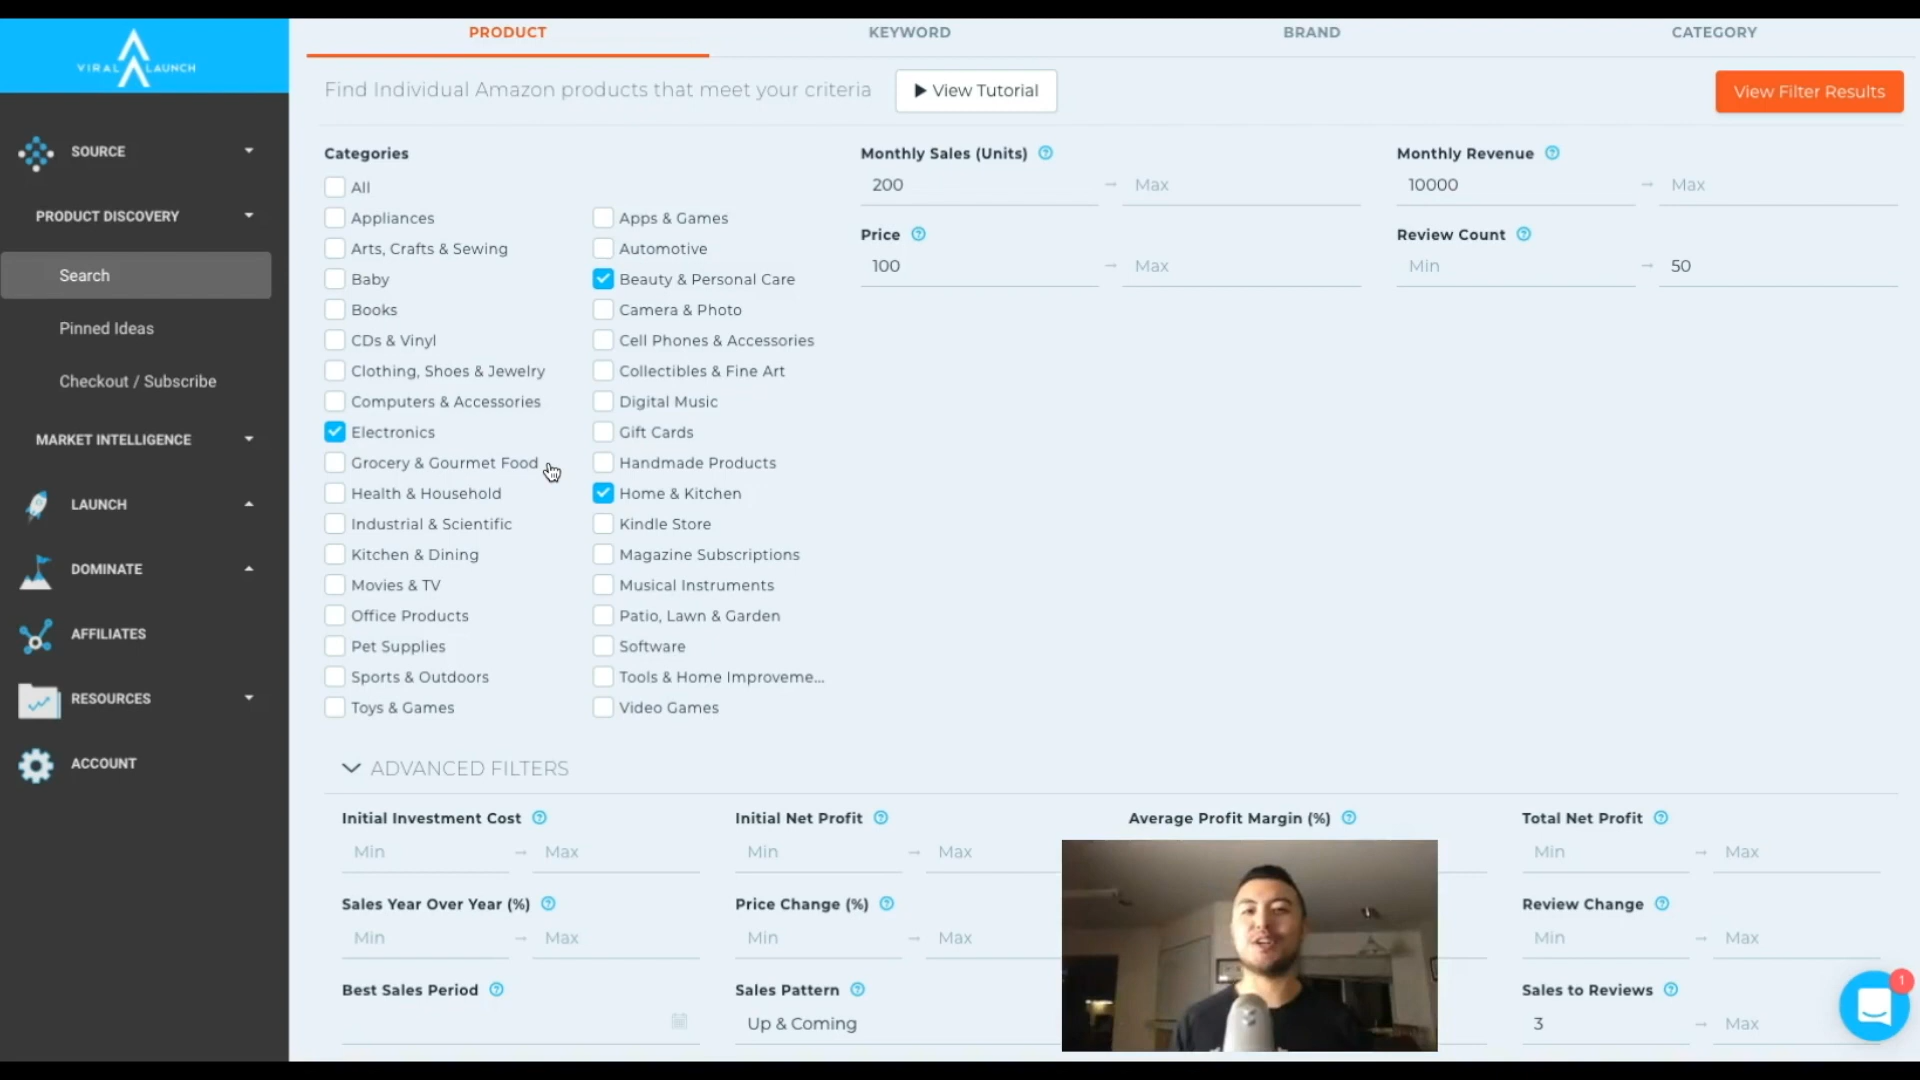 VIRAL LAUNCH
SOURCE
PRODUCT DISCOVERY
Search
Pinned Ideas
Checkout / Subscribe
MARKET INTELLIGENCE
LAUNCH
DOMINATE
AFFILIATES
RESOURCES
ACCOUNT
PRODUCT KEYWORD BRAND CATEGORY
Find Individual Amazon products that meet your criteria View Tutorial View Filter Results
Categories
All
Appliances Apps & Games
Arts, Crafts & Sewing Automotive
Baby Beauty & Personal Care
Books Camera & Photo
CDs & Vinyl Cell Phones & Accessories
Clothing, Shoes & Jewelry Collectibles & Fine Art
Computers & Accessories Digital Music
Electronics Gift Cards
Grocery & Gourmet Food Handmade Products
Health & Household Home & Kitchen
Industrial & Scientific Kindle Store
Kitchen & Dining Magazine Subscriptions
Movies & TV Musical Instruments
Office Products Patio, Lawn & Garden
Pet Supplies Software
Sports & Outdoors Tools & Home Improveme...
Toys & Games Video Games
Monthly Sales (Units) ? Monthly Revenue ?
200 → Max 10000 → Max
Price ? Review Count ?
100 → Max Min → 50
ADVANCED FILTERS
Initial Investment Cost ? Initial Net Profit ? Average Profit Margin (%) ? Total Net Profit ?
Min → Max Min → Max Min → Max
Sales Year Over Year (%) ? Price Change (%) ? Review Change ?
Min → Max Min → Max Min → Max
Best Sales Period ? Sales Pattern ? Sales to Reviews ?
Up & Coming 3 → Max
1